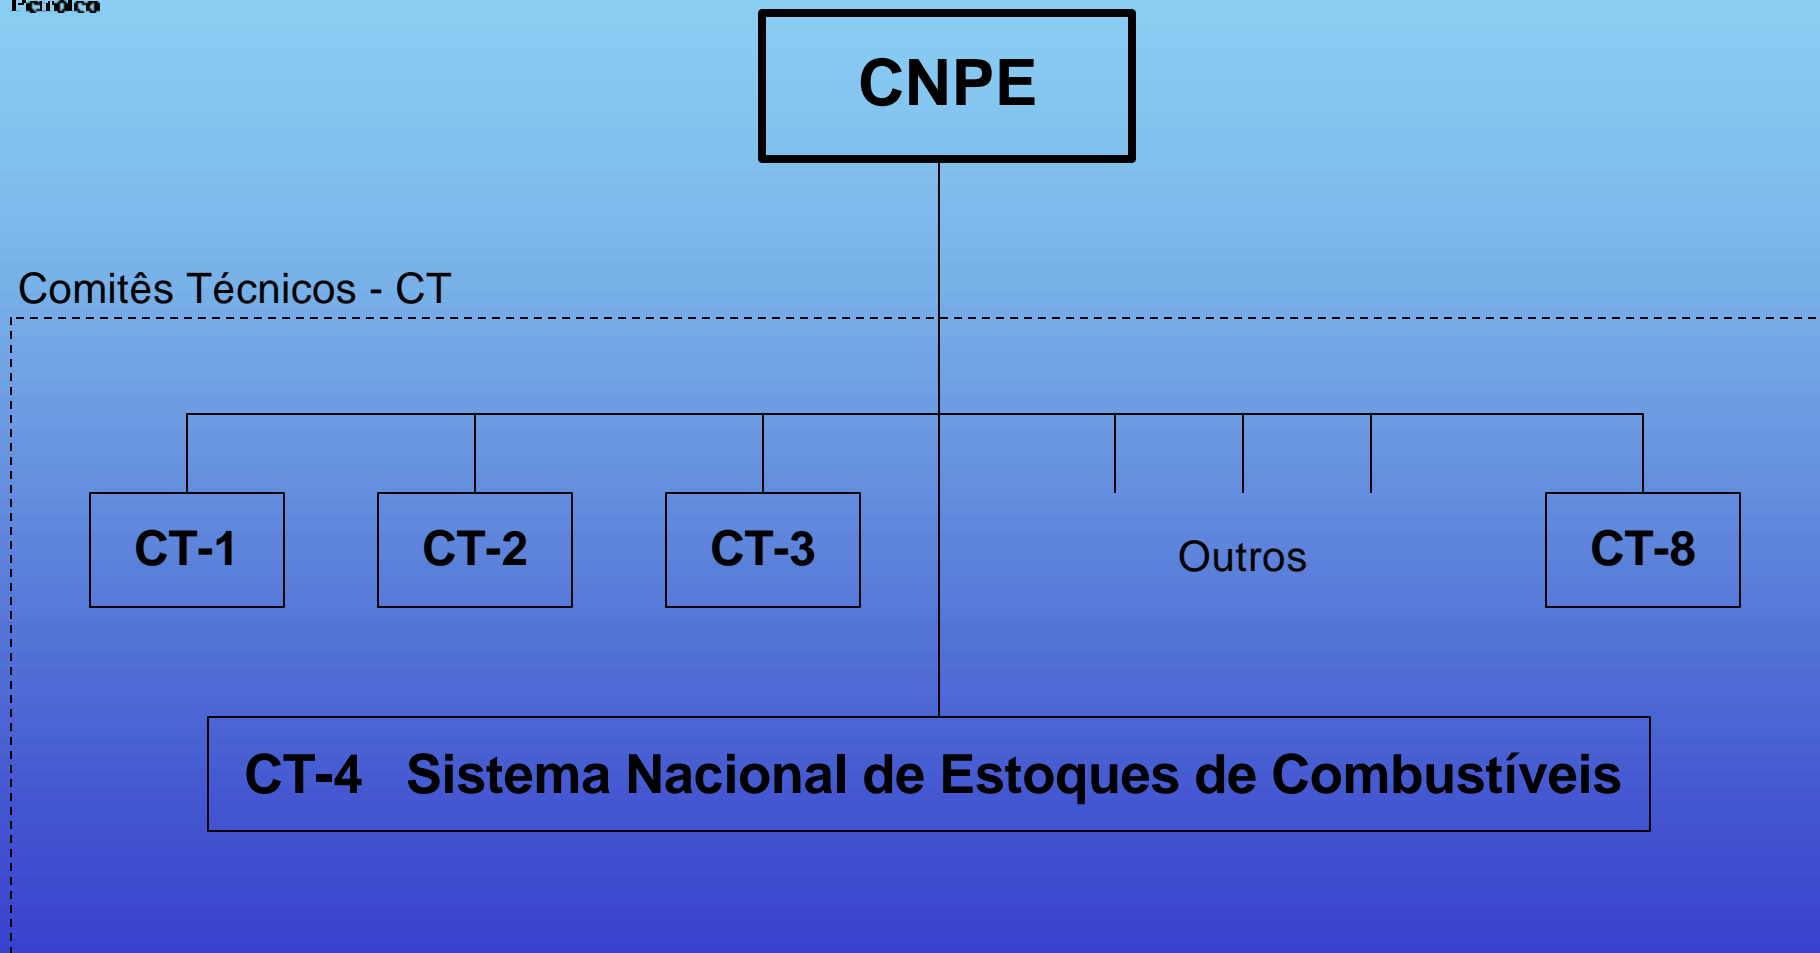 Petróleo
CNPE
Comitês Técnicos - CT
CT-1 CT-2 CT-3 Outros CT-8
CT-4 Sistema Nacional de Estoques de Combustíveis